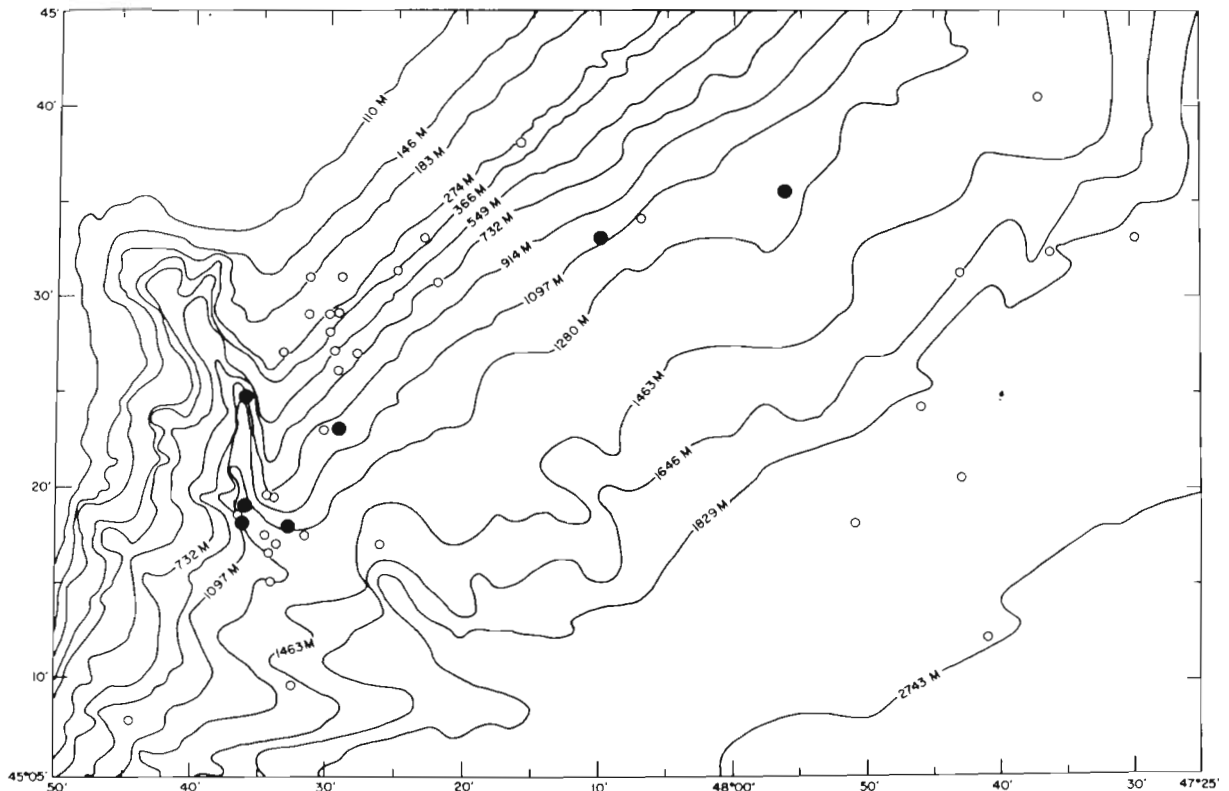 45'
40'
30'
20'
10'
45°05'
110 M
146 M
183 M
274 M
366 M
549 M
732 M
914 M
1097 M
1280 M
1463 M
1646 M
1829 M
2743 M
732 M
1097 M
1463 M
50'
40'
30'
20'
10'
48°00'
50'
40'
30'
47°25'